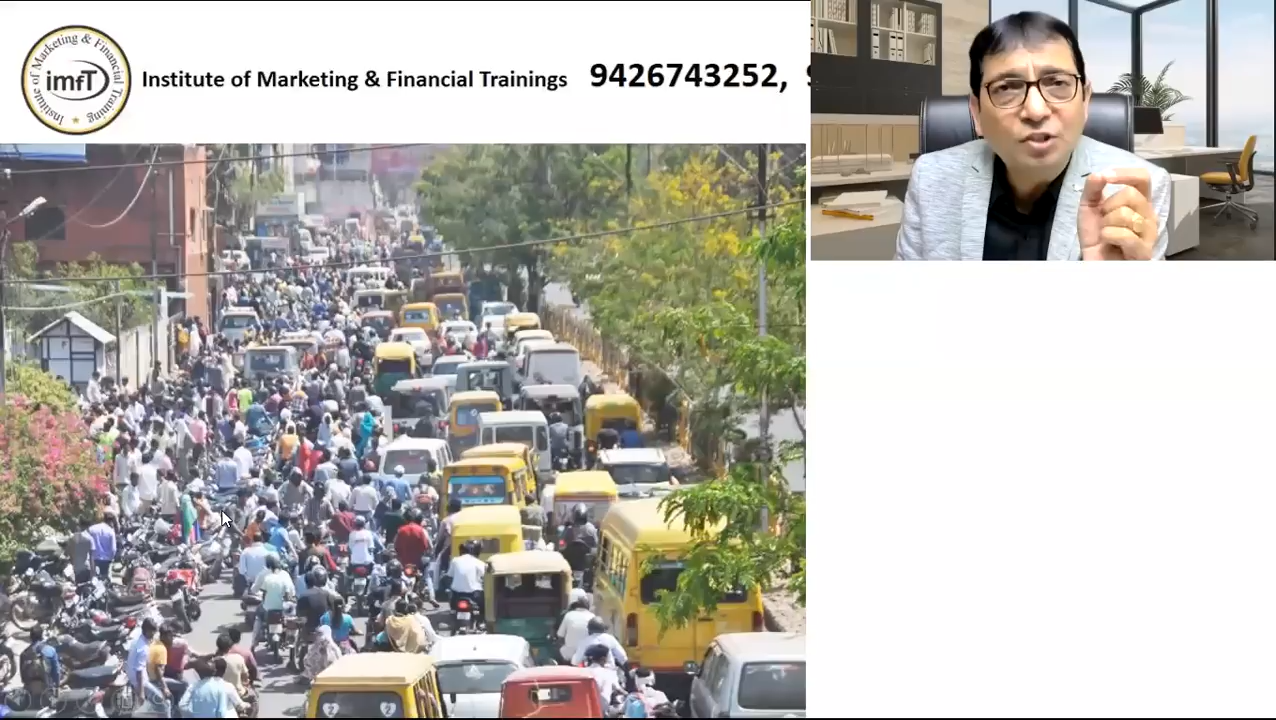 Institute of Marketing & Financial Training
imfT
Institute of Marketing & Financial Trainings
9426743252,